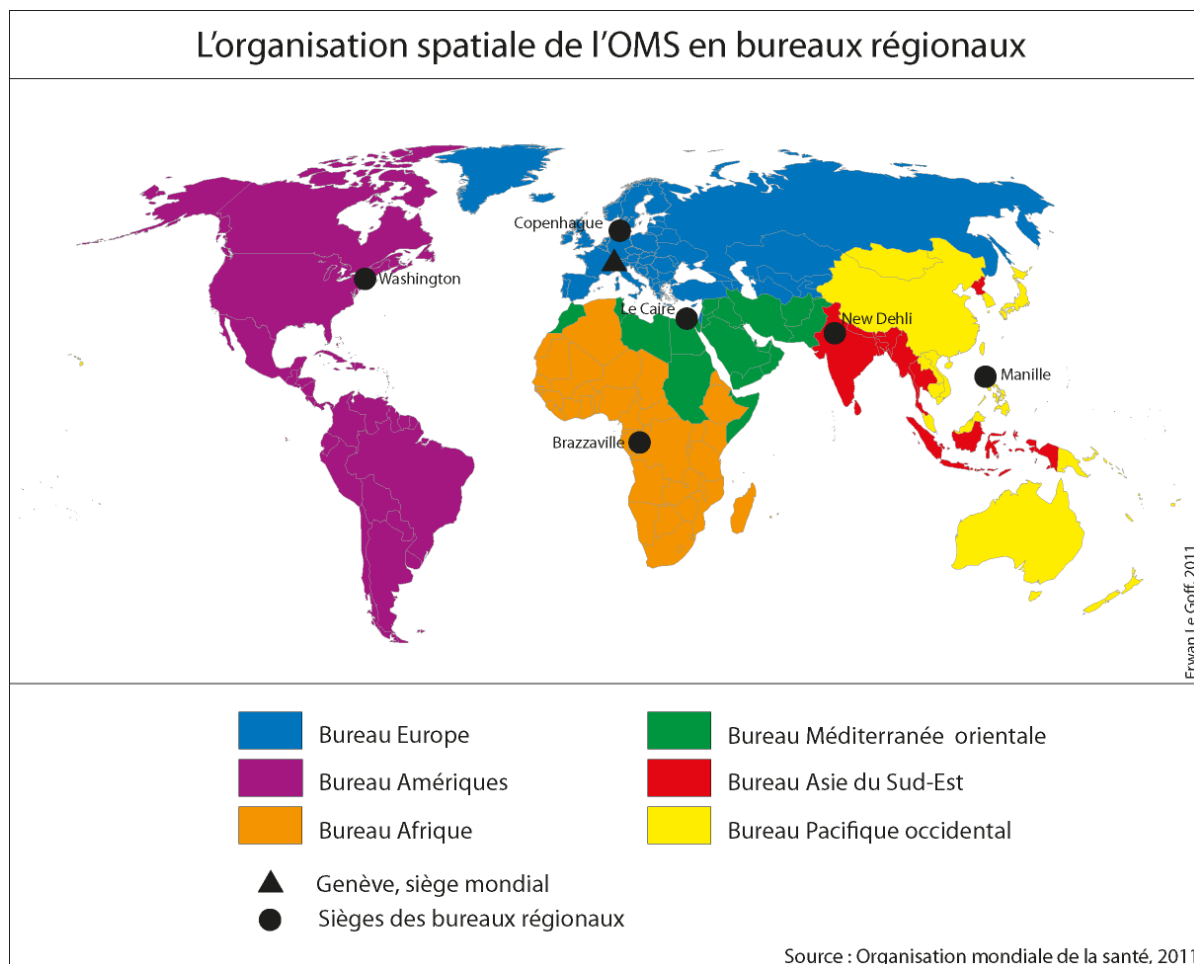 L'organisation spatiale de l'OMS en bureaux régionaux
Copenhague
Washington
Le Caire
New Dehli
Manille
Brazzaville
Erwan Le Goff, 2011
Bureau Europe
Bureau Méditerranée orientale
Bureau Amériques
Bureau Asie du Sud-Est
Bureau Afrique
Bureau Pacifique occidental
Genève, siège mondial
Sièges des bureaux régionaux
Source : Organisation mondiale de la santé, 2011